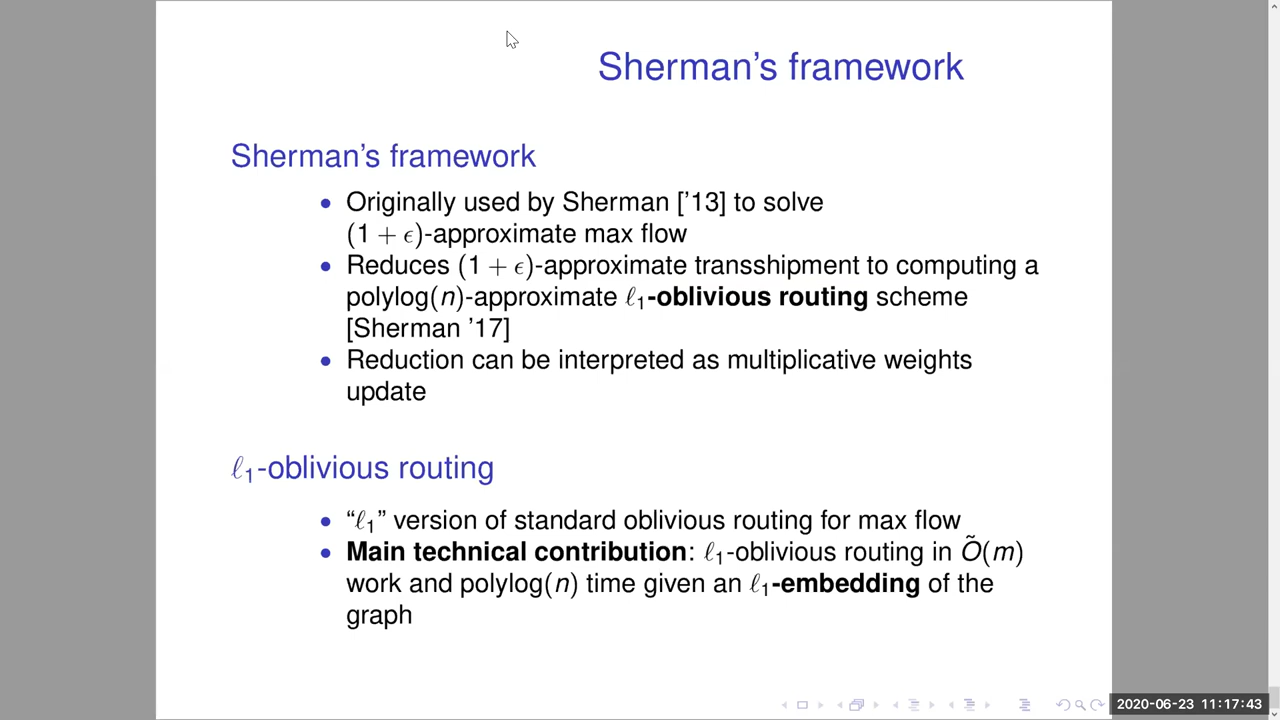 Sherman's framework
Sherman's framework
• Originally used by Sherman ['13] to solve
(1 + ϵ)-approximate max flow
• Reduces (1 + ϵ)-approximate transshipment to computing a
polylog(n)-approximate ℓ₁-oblivious routing scheme
[Sherman '17]
• Reduction can be interpreted as multiplicative weights
update
ℓ₁-oblivious routing
• “ℓ₁” version of standard oblivious routing for max flow
• Main technical contribution: ℓ₁-oblivious routing in Õ(m)
work and polylog(n) time given an ℓ₁-embedding of the
graph
2020-06-23 11:17:43